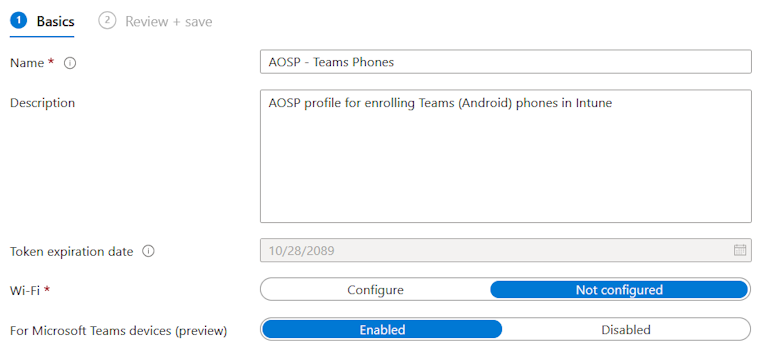 1 Basics 2 Review + save
Name *
AOSP - Teams Phones
Description
AOSP profile for enrolling Teams (Android) phones in Intune
Token expiration date
10/28/2089
Wi-Fi *
Configure Not configured
For Microsoft Teams devices (preview)
Enabled Disabled